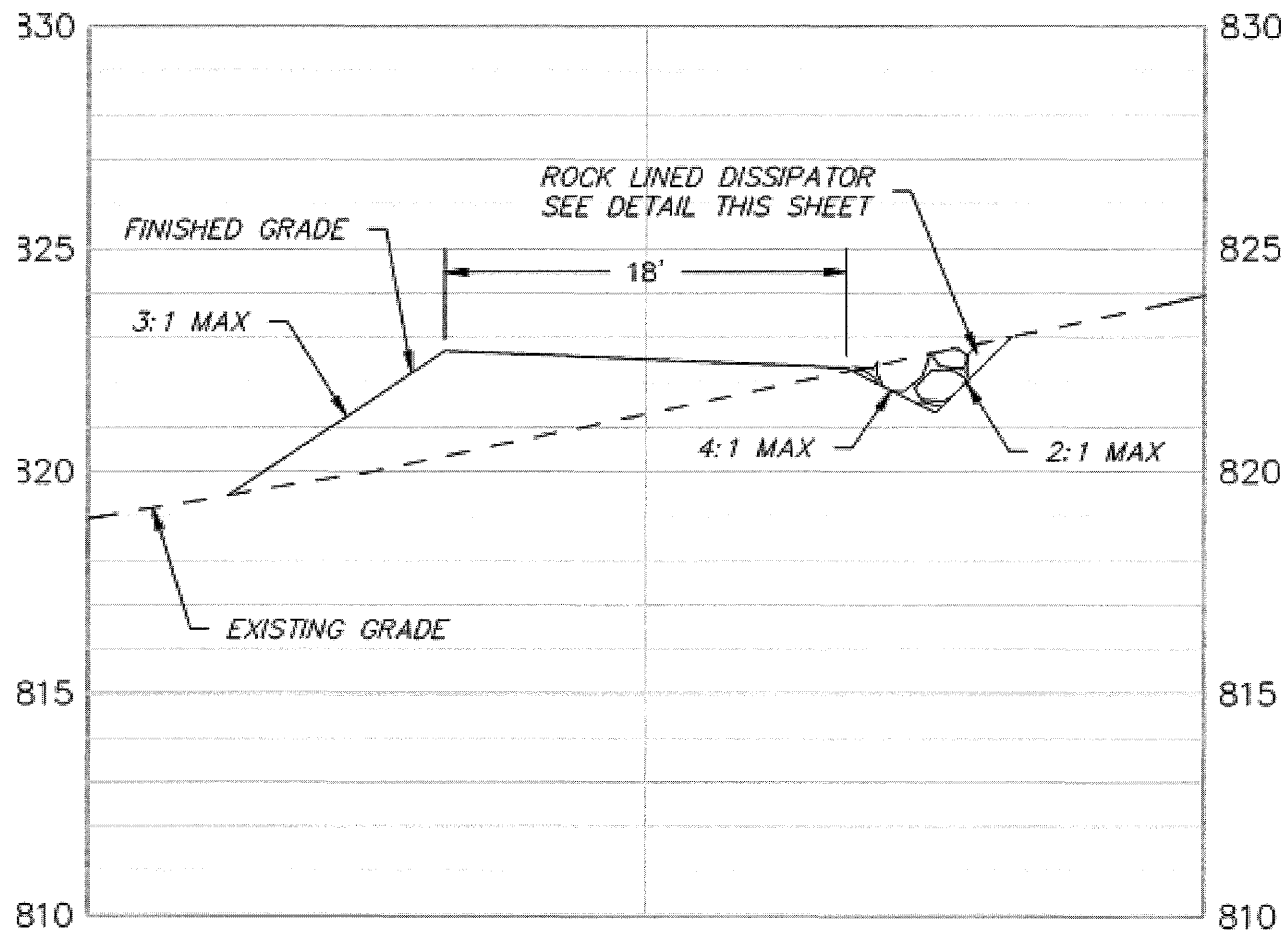 830
830
ROCK LINED DISSIPATOR
SEE DETAIL THIS SHEET
FINISHED GRADE
825
825
18'
3:1 MAX
4:1 MAX
2:1 MAX
820
820
EXISTING GRADE
815
815
810
810